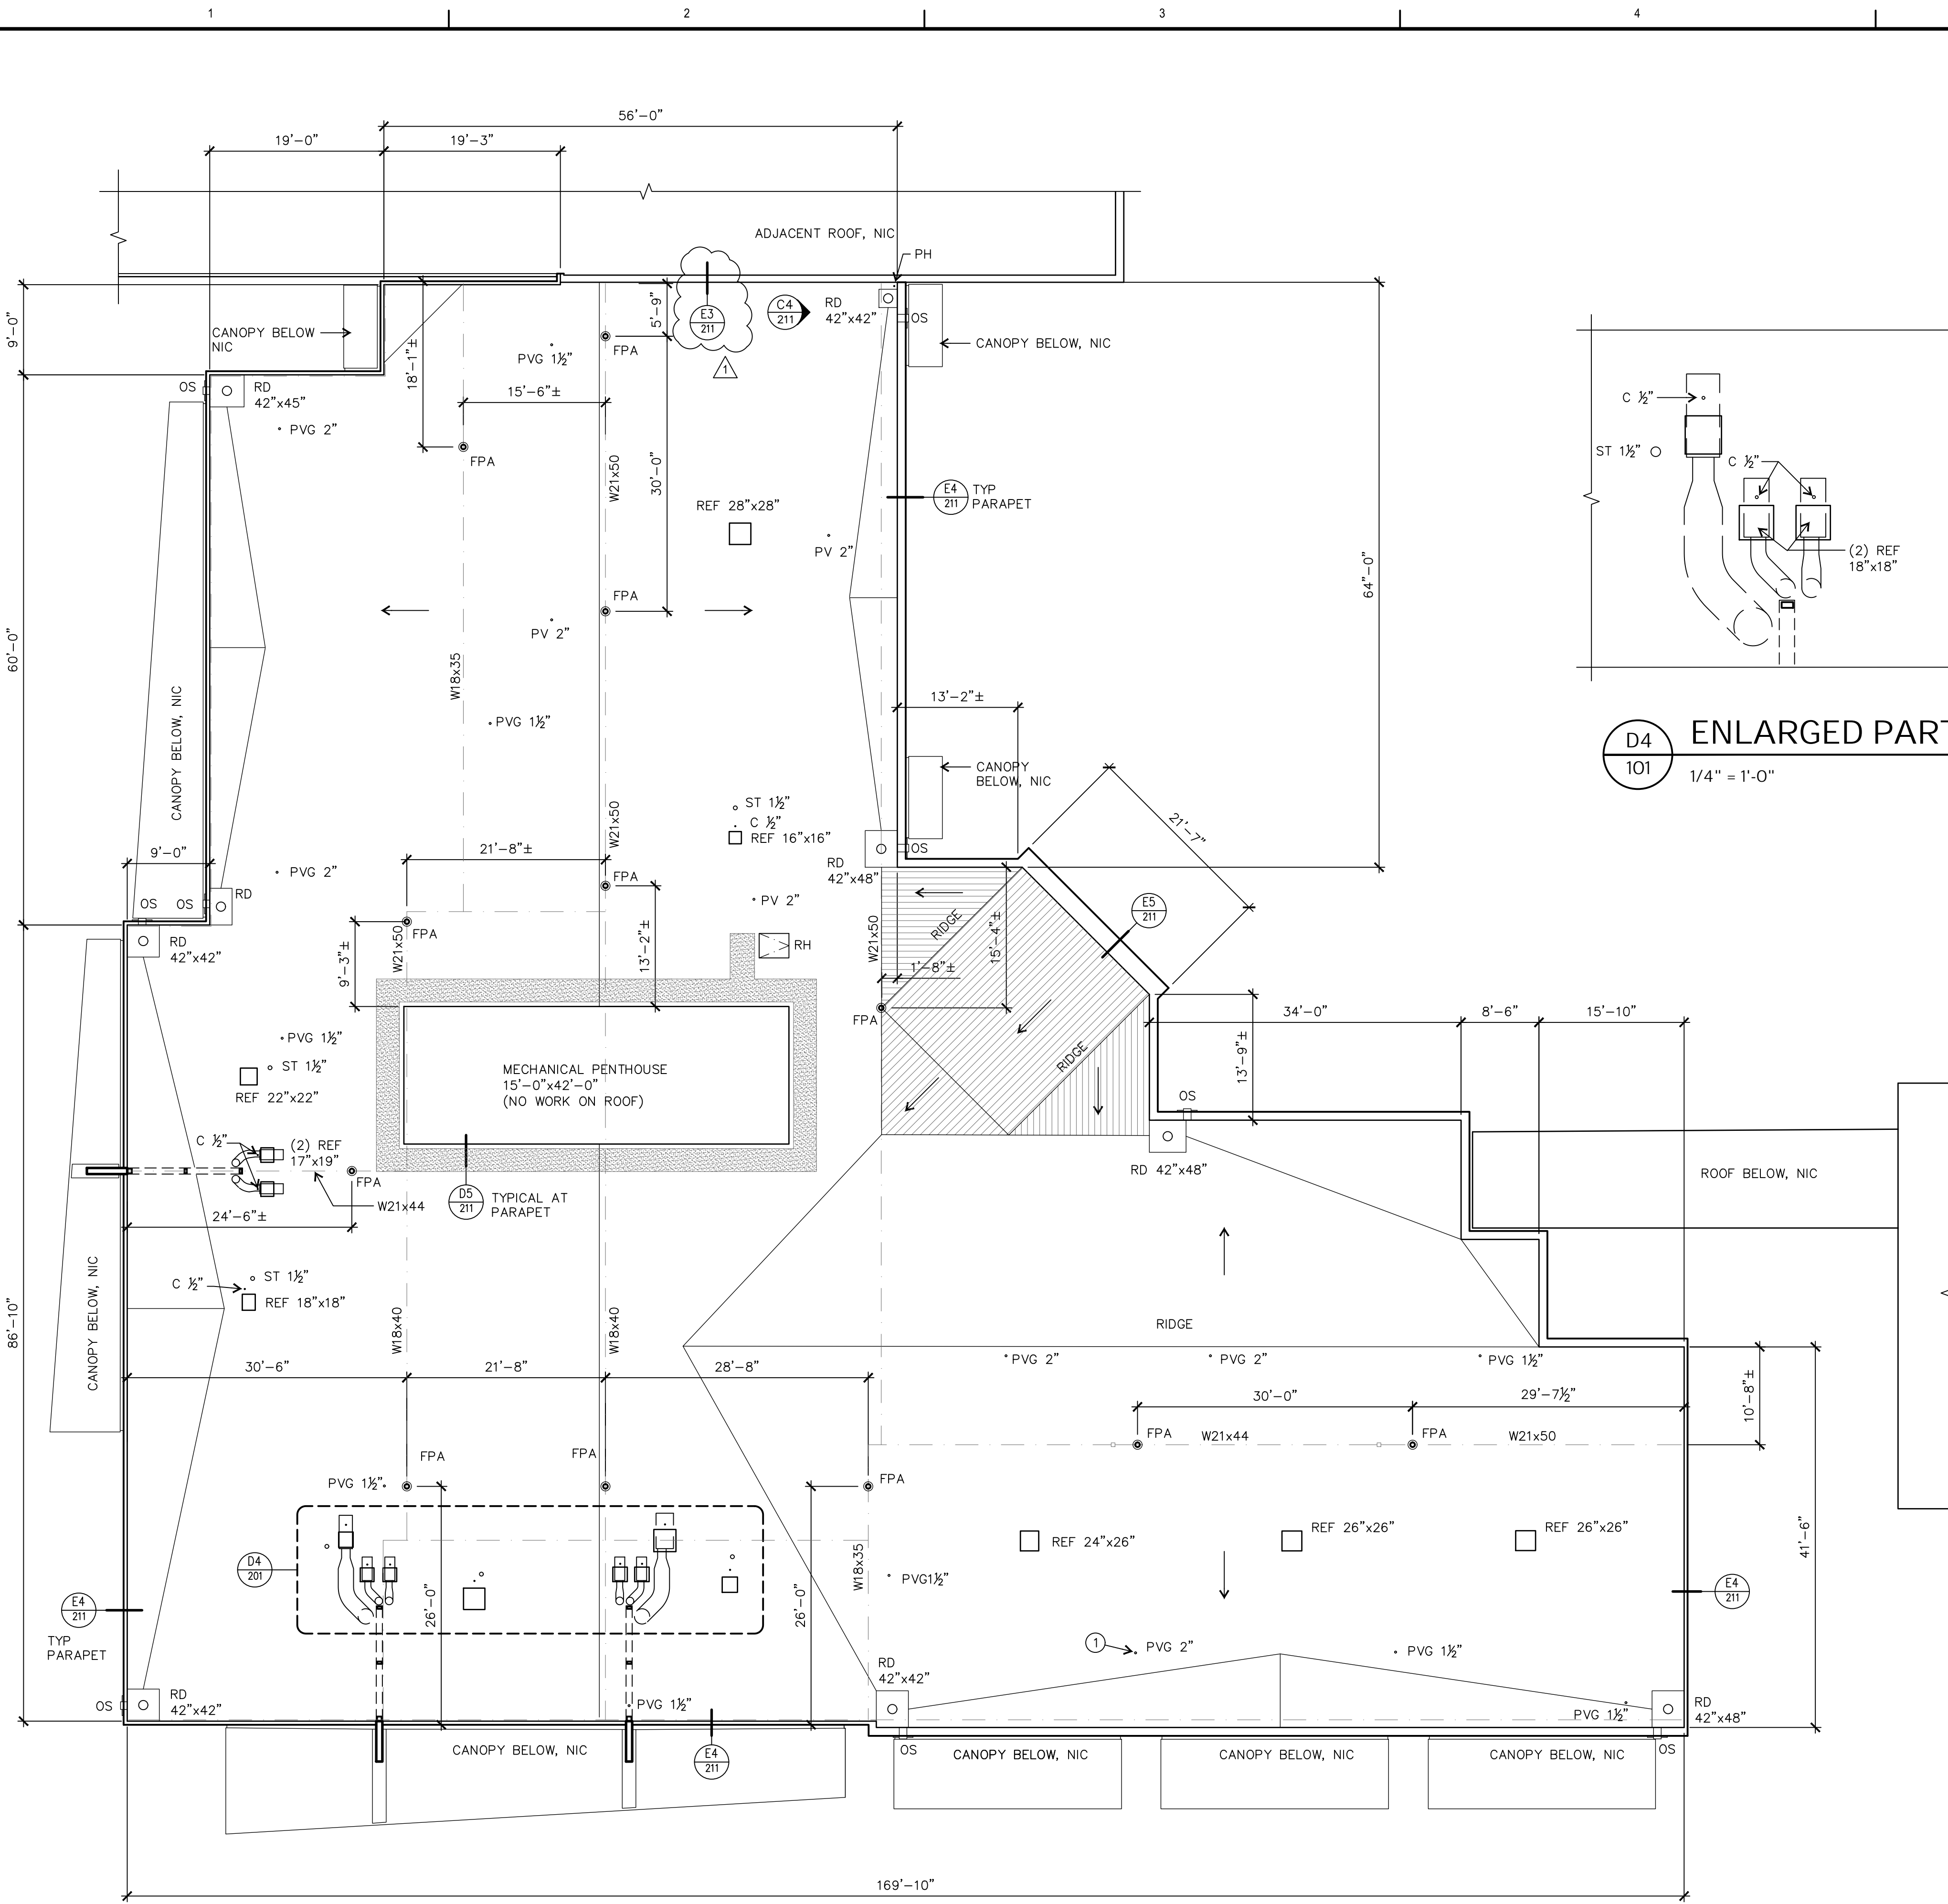 1
2
3
4
56'–0"
19'–0"
19'–3"
ADJACENT ROOF, NIC
PH
9'–0"
CANOPY BELOW
NIC
18'–1"±
PVG 1½"
5'–9"
FPA
E3
211
1
C4
211
RD
42"x42"
OS
CANOPY BELOW, NIC
OS
RD
42"x45"
PVG 2"
15'–6"±
FPA
W21x50
30'–0"
REF 28"x28"
E4
211
TYP
PARAPET
PV 2"
64"–0"
C ½"
ST 1½"
C ½"
(2) REF
18"x18"
60'–0"
FPA
PV 2"
W18x35
CANOPY BELOW, NIC
PVG 1½"
13'–2"±
CANOPY
BELOW, NIC
D4
101
ENLARGED PART
1/4" = 1'-0"
21'–7"
W21x50
ST 1½"
C ½"
REF 16"x16"
OS
RD
42"x48"
9'–0"
21'–8"±
PVG 2"
FPA
PV 2"
OS
OS
RD
RIDGE
E5
211
FPA
RD
42"x42"
W21x50
9'–3"±
13'–2"±
RH
W21x50
15'–4"±
1'–8"±
34'–0"
8'–6"
15'–10"
FPA
PVG 1½"
ST 1½"
REF 22"x22"
MECHANICAL PENTHOUSE
15'–0"x42'–0"
(NO WORK ON ROOF)
RIDGE
13'–9"±
OS
C ½"
(2) REF
17"x19"
FPA
W21x44
D5
211
TYPICAL AT
PARAPET
RD 42"x48"
ROOF BELOW, NIC
24'–6"±
CANOPY BELOW, NIC
ST 1½"
C ½"
REF 18"x18"
86'–10"
W18x40
W18x40
RIDGE
PVG 2"
PVG 2"
PVG 1½"
30'–6"
21'–8"
28'–8"
30'–0"
29'–7½"
10'–8"±
FPA
W21x44
FPA
W21x50
FPA
FPA
PVG 1½"
FPA
REF 24"x26"
REF 26"x26"
REF 26"x26"
41'–6"
D4
201
W18x35
PVG1½"
26'–0"
26'–0"
E4
211
TYP
PARAPET
E4
211
1
PVG 2"
PVG 1½"
RD
42"x42"
OS
RD
42"x42"
PVG 1½"
PVG 1½"
RD
42"x48"
CANOPY BELOW, NIC
E4
211
OS
CANOPY BELOW, NIC
CANOPY BELOW, NIC
CANOPY BELOW, NIC
OS
169'–10"